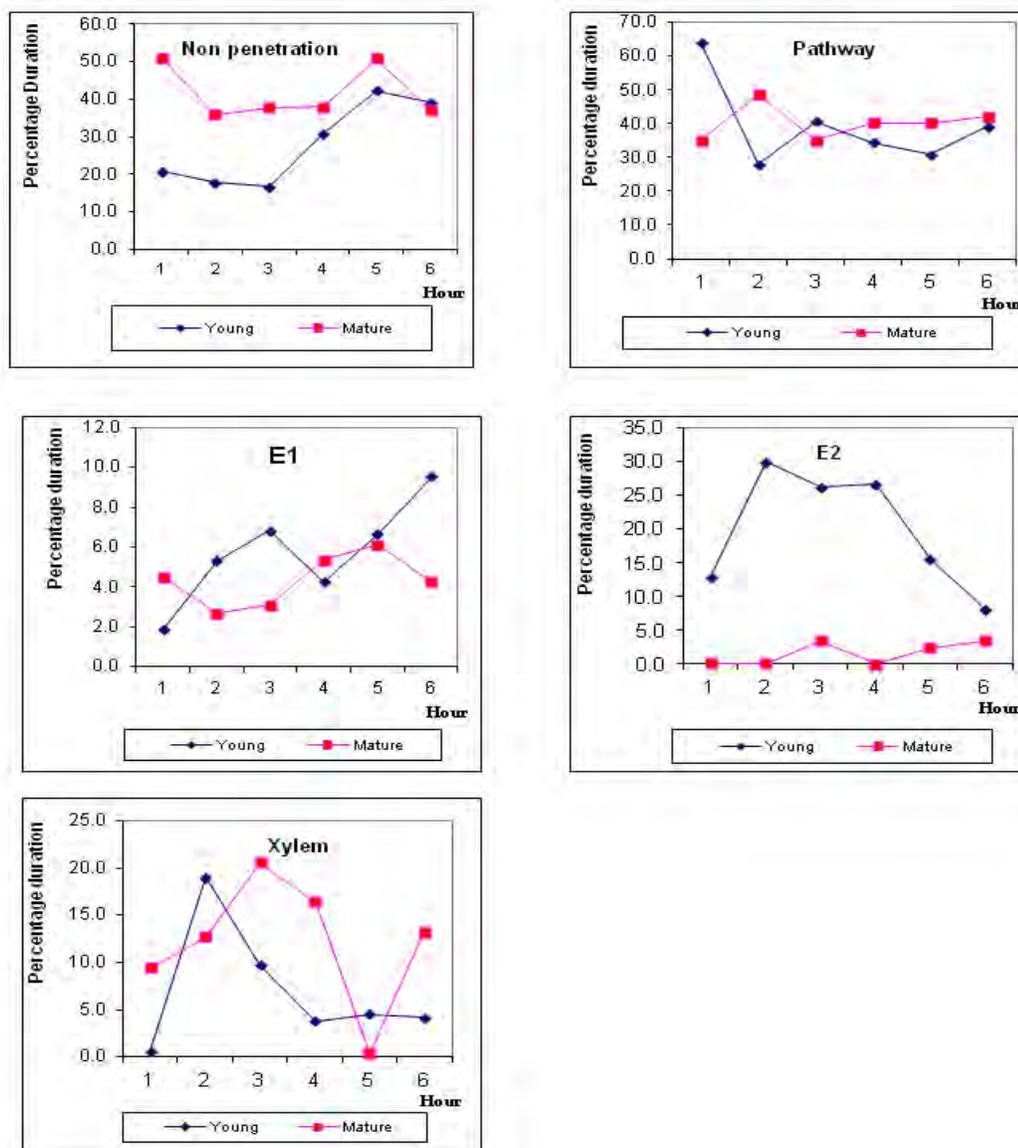 Non penetration
Percentage Duration
60.0
50.0
40.0
30.0
20.0
10.0
0.0
1 2 3 4 5 6
Hour
Young Mature
Pathway
Percentage duration
70.0
60.0
50.0
40.0
30.0
20.0
10.0
0.0
1 2 3 4 5 6
Hour
Young Mature
E1
Percentage duration
12.0
10.0
8.0
6.0
4.0
2.0
0.0
1 2 3 4 5 6
Hour
Young Mature
E2
Percentage duration
35.0
30.0
25.0
20.0
15.0
10.0
5.0
0.0
1 2 3 4 5 6
Hour
Young Mature
Xylem
Percentage duration
25.0
20.0
15.0
10.0
5.0
0.0
1 2 3 4 5 6
Hour
Young Mature